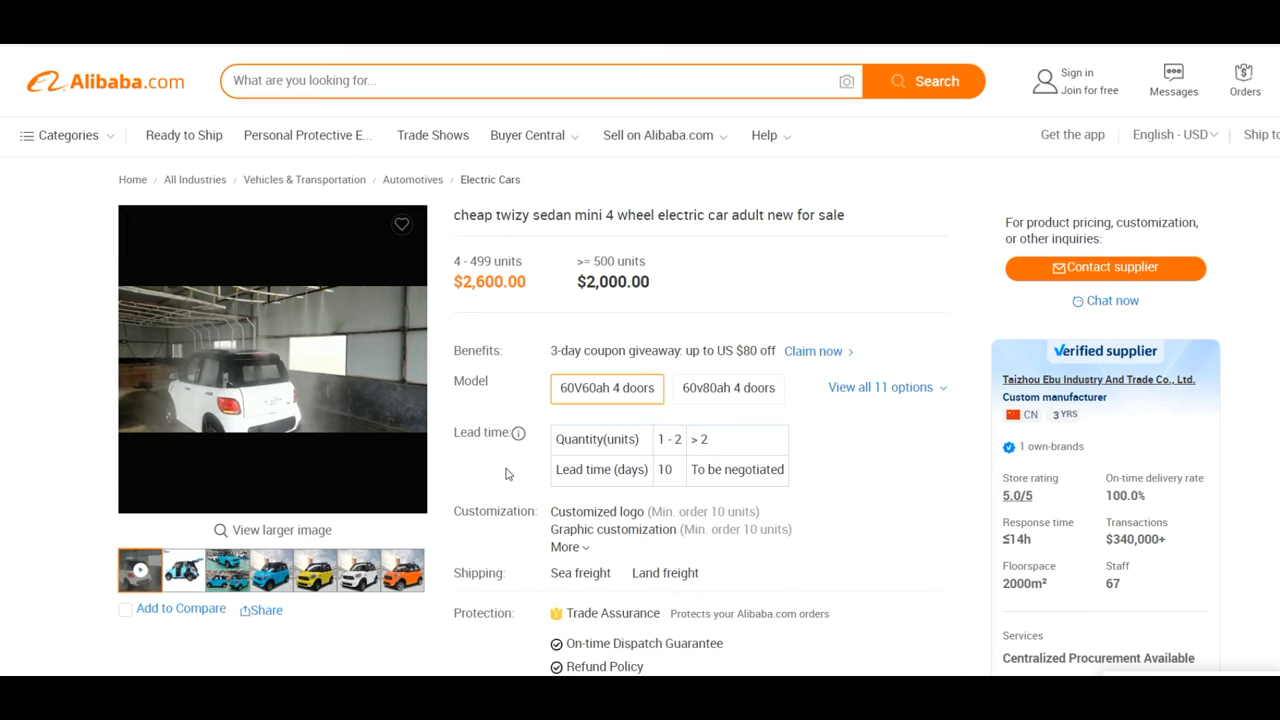 Alibaba.com
What are you looking for...
Search
Sign in
Join for free
Messages
Orders
Categories
Ready to Ship
Personal Protective E...
Trade Shows
Buyer Central
Sell on Alibaba.com
Help
Get the app
English - USD
Ship to
Home / All Industries / Vehicles & Transportation / Automotives / Electric Cars
cheap twizy sedan mini 4 wheel electric car adult new for sale
4 - 499 units
>= 500 units
$2,600.00
$2,000.00
Benefits:
3-day coupon giveaway: up to US $80 off
Claim now >
Model
60V60ah 4 doors
60v80ah 4 doors
View all 11 options
Lead time:
Quantity(units)
1 - 2
> 2
Lead time (days)
10
To be negotiated
Customization:
Customized logo (Min. order 10 units)
Graphic customization (Min. order 10 units)
More
Shipping:
Sea freight
Land freight
Protection:
Trade Assurance
Protects your Alibaba.com orders
On-time Dispatch Guarantee
Refund Policy
View larger image
Add to Compare
Share
For product pricing, customization,
or other inquiries:
Contact supplier
Chat now
Verified supplier
Taizhou Ebu Industry And Trade Co., Ltd.
Custom manufacturer
CN
3 YRS
1 own-brands
Store rating
On-time delivery rate
5.0/5
100.0%
Response time
Transactions
≤14h
$340,000+
Floorspace
Staff
2000m²
67
Services
Centralized Procurement Available